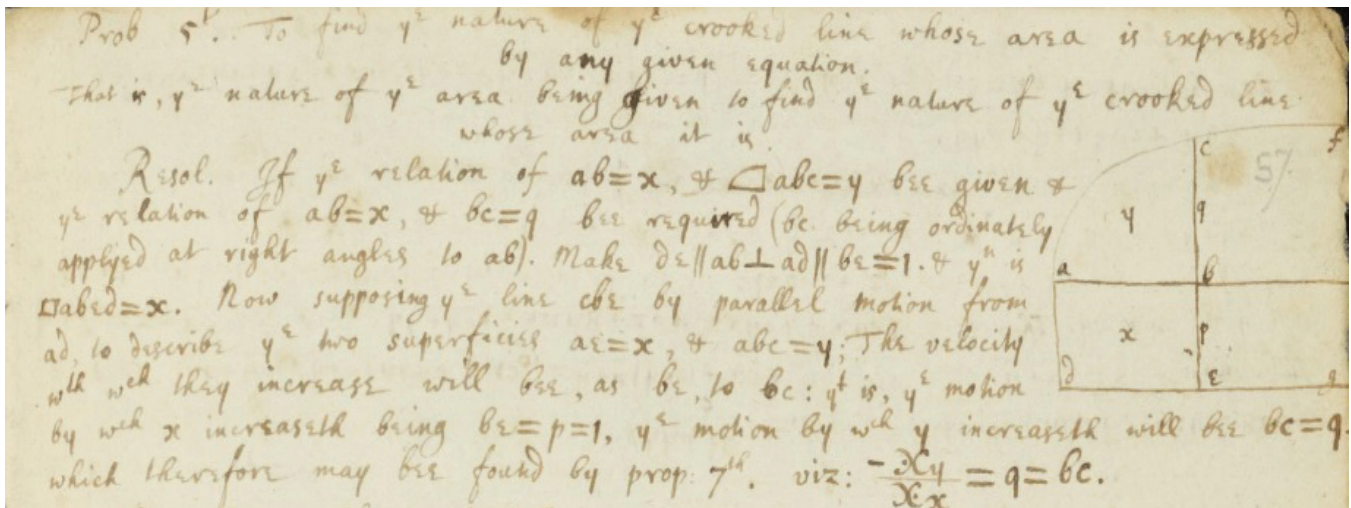 Prob 5t. To find ye nature of ye crooked line whose area is expressed
by any given equation.
That is, ye nature of ye area being given to find ye nature of ye crooked line
whose area it is.
Resol. If ye relation of ab=x, & △abc=y bee given &
ye relation of ab=x, & bc=q bee required (bc being ordinately
applyed at right angles to ab). Make de||ab⊥ad||be=1. & yn is
□abed=x. Now supposing ye line cbe by parallel motion from
ad, to describe ye two superficies ae=x, & abc=y; The velocity
wth wch they increase will bee, as be, to bc: yt is, ye motion
by wch x increaseth being be=p=1, ye motion by wch y increaseth will bee bc=q.
which therefore may bee found by prop: 7th. viz: -𝒳y/𝒳x = q = bc.
c f
57
y q
a b
x p
d e g